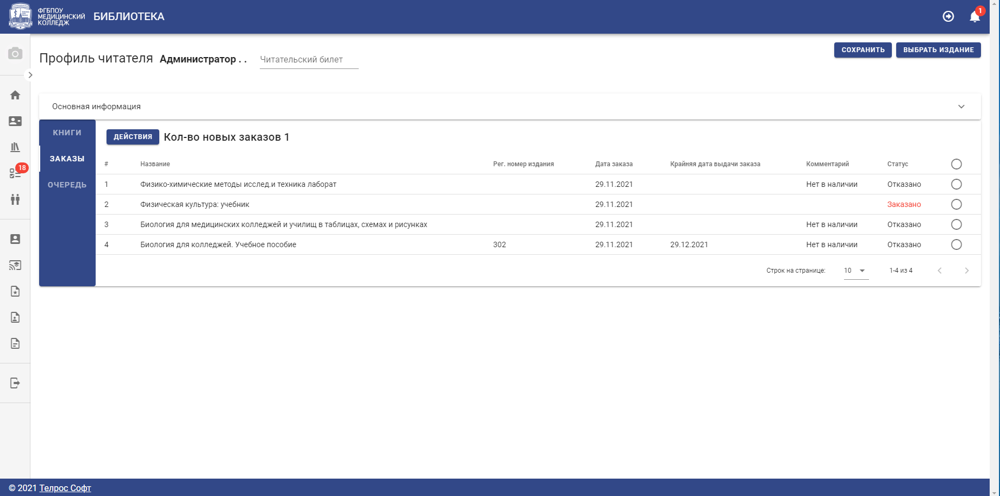 ФГБПОУ
МЕДИЦИНСКИЙ
КОЛЛЕДЖ
БИБЛИОТЕКА
1
Профиль читателя Администратор . . Читательский билет
СОХРАНИТЬ ВЫБРАТЬ ИЗДАНИЕ
Основная информация
КНИГИ
ЗАКАЗЫ
ОЧЕРЕДЬ
18
ДЕЙСТВИЯ Кол-во новых заказов 1
# Название Рег. номер издания Дата заказа Крайняя дата выдачи заказа Комментарий Статус
1 Физико-химические методы исслед.и техника лаборат 29.11.2021 Нет в наличии Отказано
2 Физическая культура: учебник 29.11.2021 Заказано
3 Биология для медицинских колледжей и училищ в таблицах, схемах и рисунках 29.11.2021 Нет в наличии Отказано
4 Биология для колледжей. Учебное пособие 302 29.11.2021 29.12.2021 Нет в наличии Отказано
Строк на странице: 10 1-4 из 4
© 2021 Телрос Софт